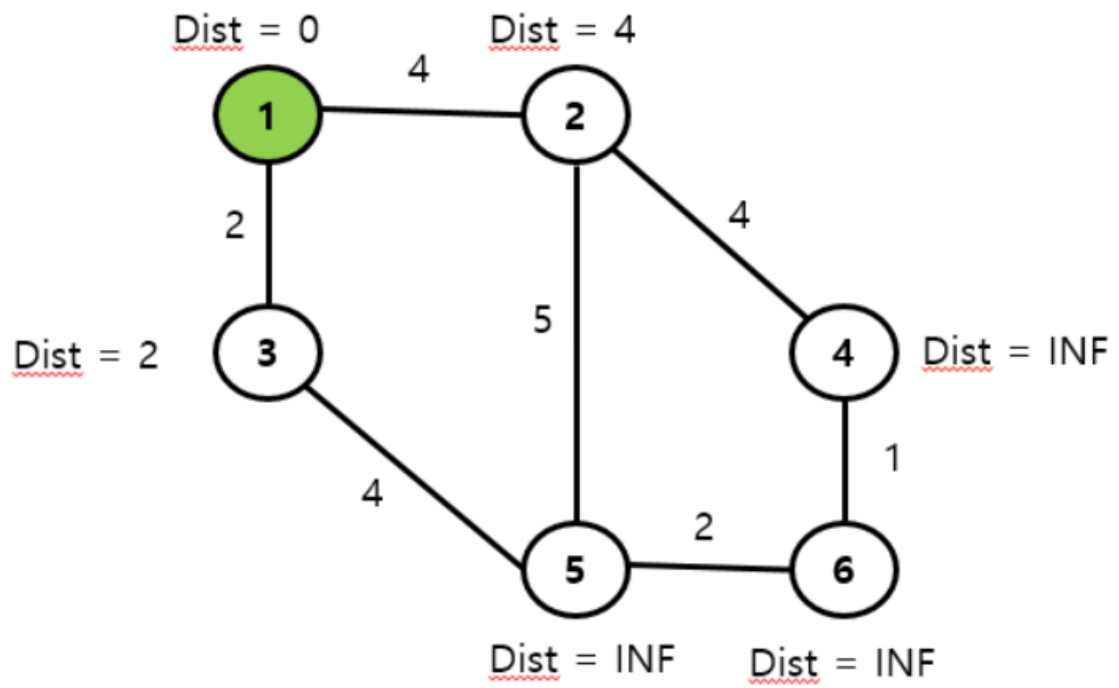 Dist = 0
Dist = 4
4
1
2
2
4
5
3
4
Dist = 2
Dist = INF
1
4
2
5
6
Dist = INF
Dist = INF